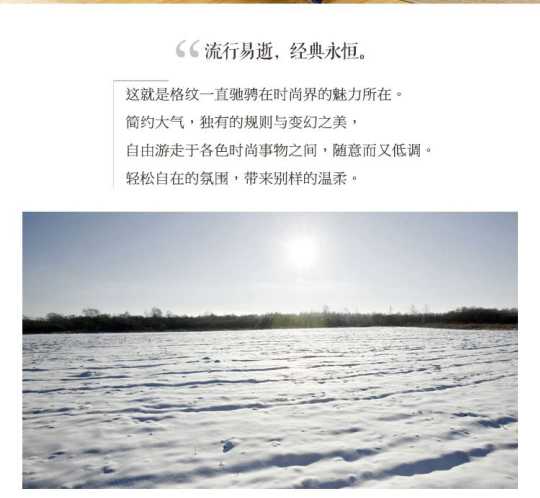 “流行易逝，经典永恒。
这就是格纹一直驰骋在时尚界的魅力所在。
简约大气，独有的规则与变幻之美，
自由游走于各色时尚事物之间，随意而又低调。
轻松自在的氛围，带来别样的温柔。